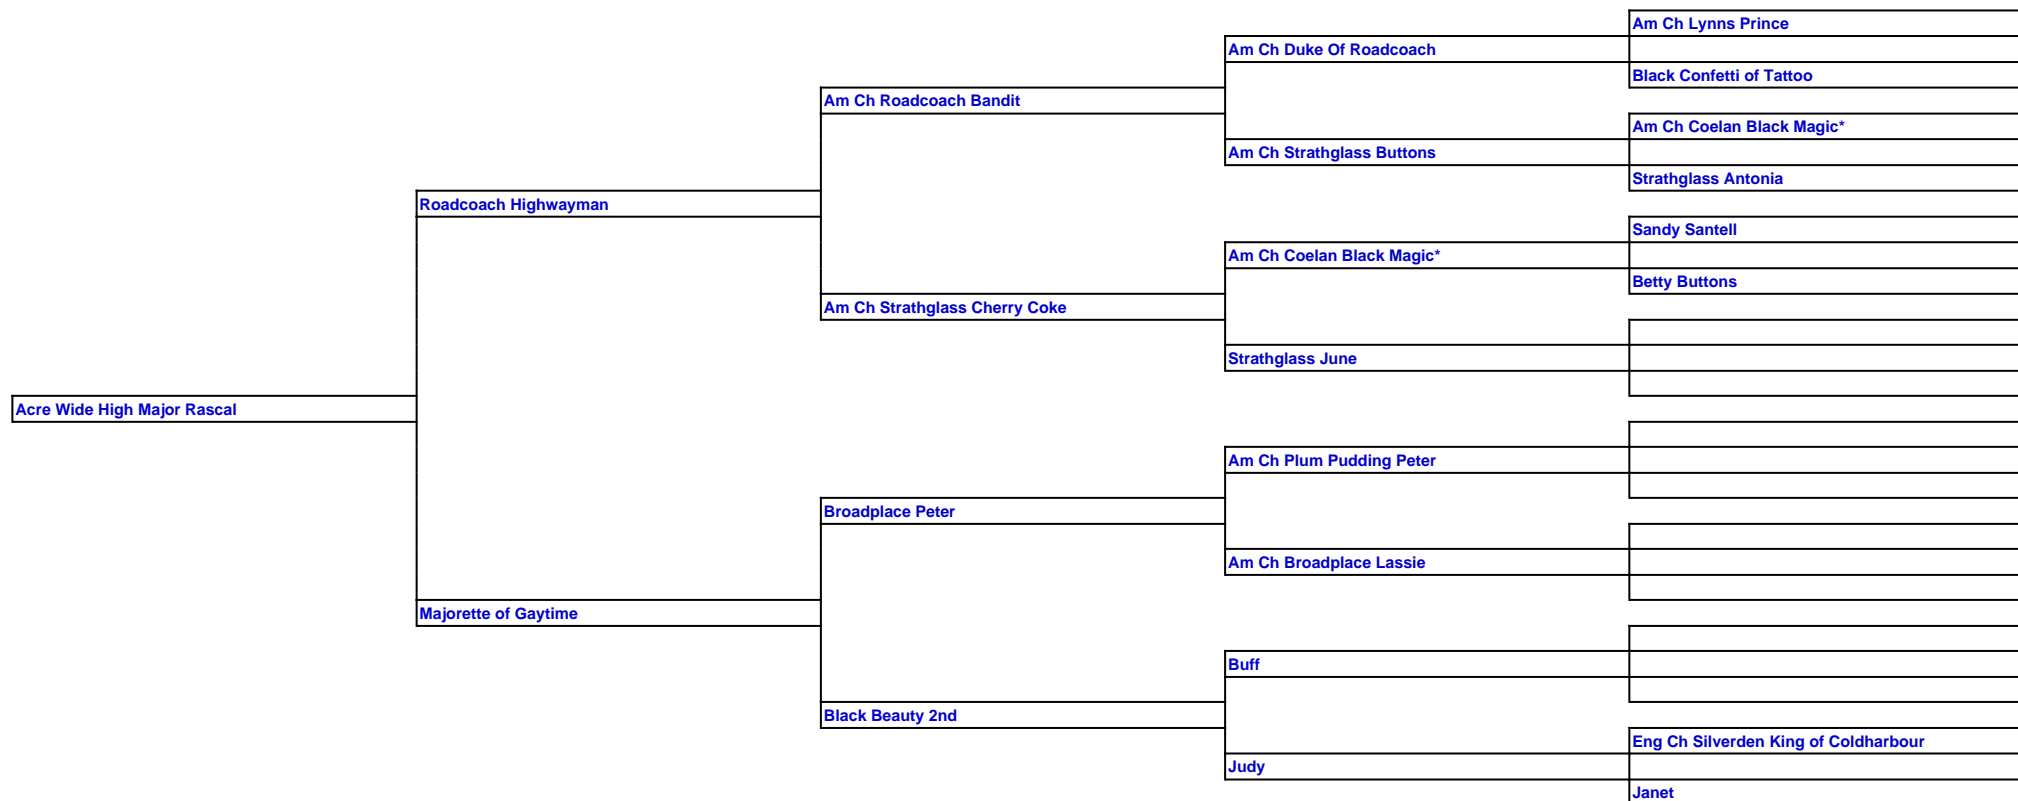 Am Ch Lynns Prince
Am Ch Duke Of Roadcoach
Black Confetti of Tattoo
Am Ch Roadcoach Bandit
Am Ch Coelan Black Magic*
Am Ch Strathglass Buttons
Strathglass Antonia
Roadcoach Highwayman
Sandy Santell
Am Ch Coelan Black Magic*
Betty Buttons
Am Ch Strathglass Cherry Coke
Strathglass June
Acre Wide High Major Rascal
Am Ch Plum Pudding Peter
Broadplace Peter
Am Ch Broadplace Lassie
Majorette of Gaytime
Buff
Black Beauty 2nd
Eng Ch Silverden King of Coldharbour
Judy
Janet